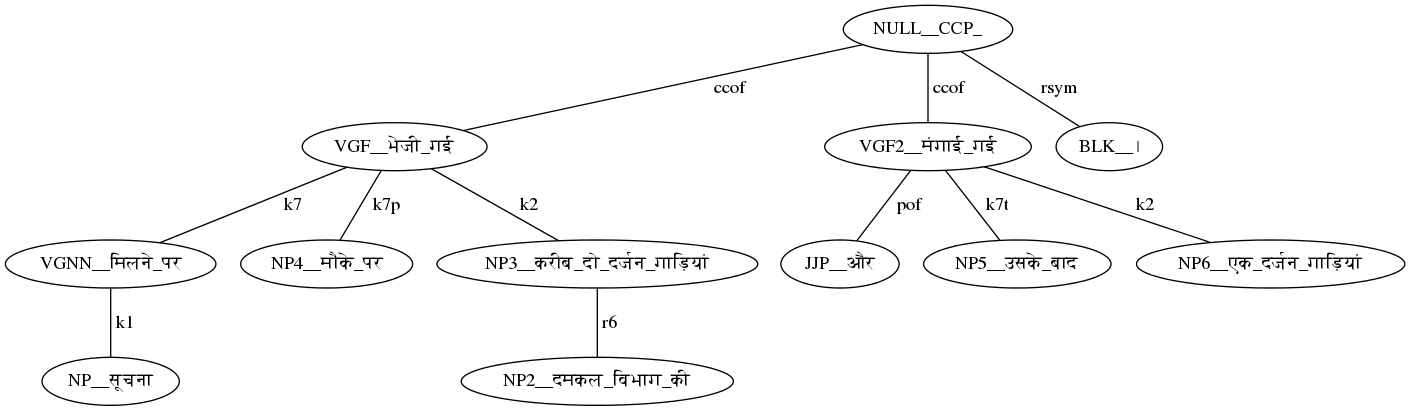 NULL__CCP_
ccof ccof rsym
VGF__भेजी_गई VGF2__मंगाई_गई BLK__।
k7 k7p k2 pof k7t k2
VGNN__मिलने_पर NP4__मौके_पर NP3__करीब_दो_दर्जन_गाड़ियां JJP__और NP5__उसके_बाद NP6__एक_दर्जन_गाड़ियां
k1 r6
NP__सूचना NP2__दमकल_विभाग_की